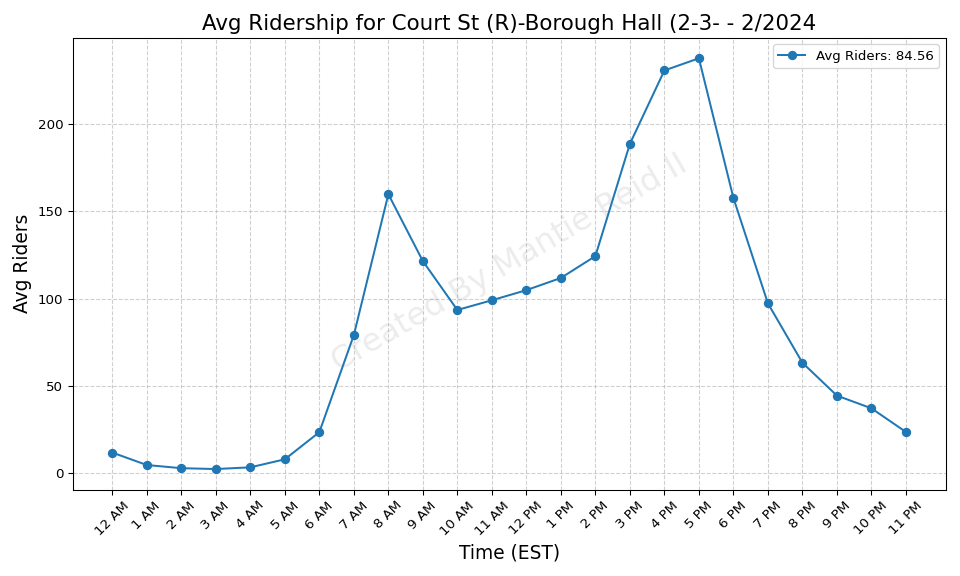 Avg Ridership for Court St (R)-Borough Hall (2-3- - 2/2024
Avg Riders: 84.56
Avg Riders
200
150
100
50
0
Created By Mantle Reid II
12 AM 1 AM 2 AM 3 AM 4 AM 5 AM 6 AM 7 AM 8 AM 9 AM 10 AM 11 AM 12 PM 1 PM 2 PM 3 PM 4 PM 5 PM 6 PM 7 PM 8 PM 9 PM 10 PM 11 PM
Time (EST)